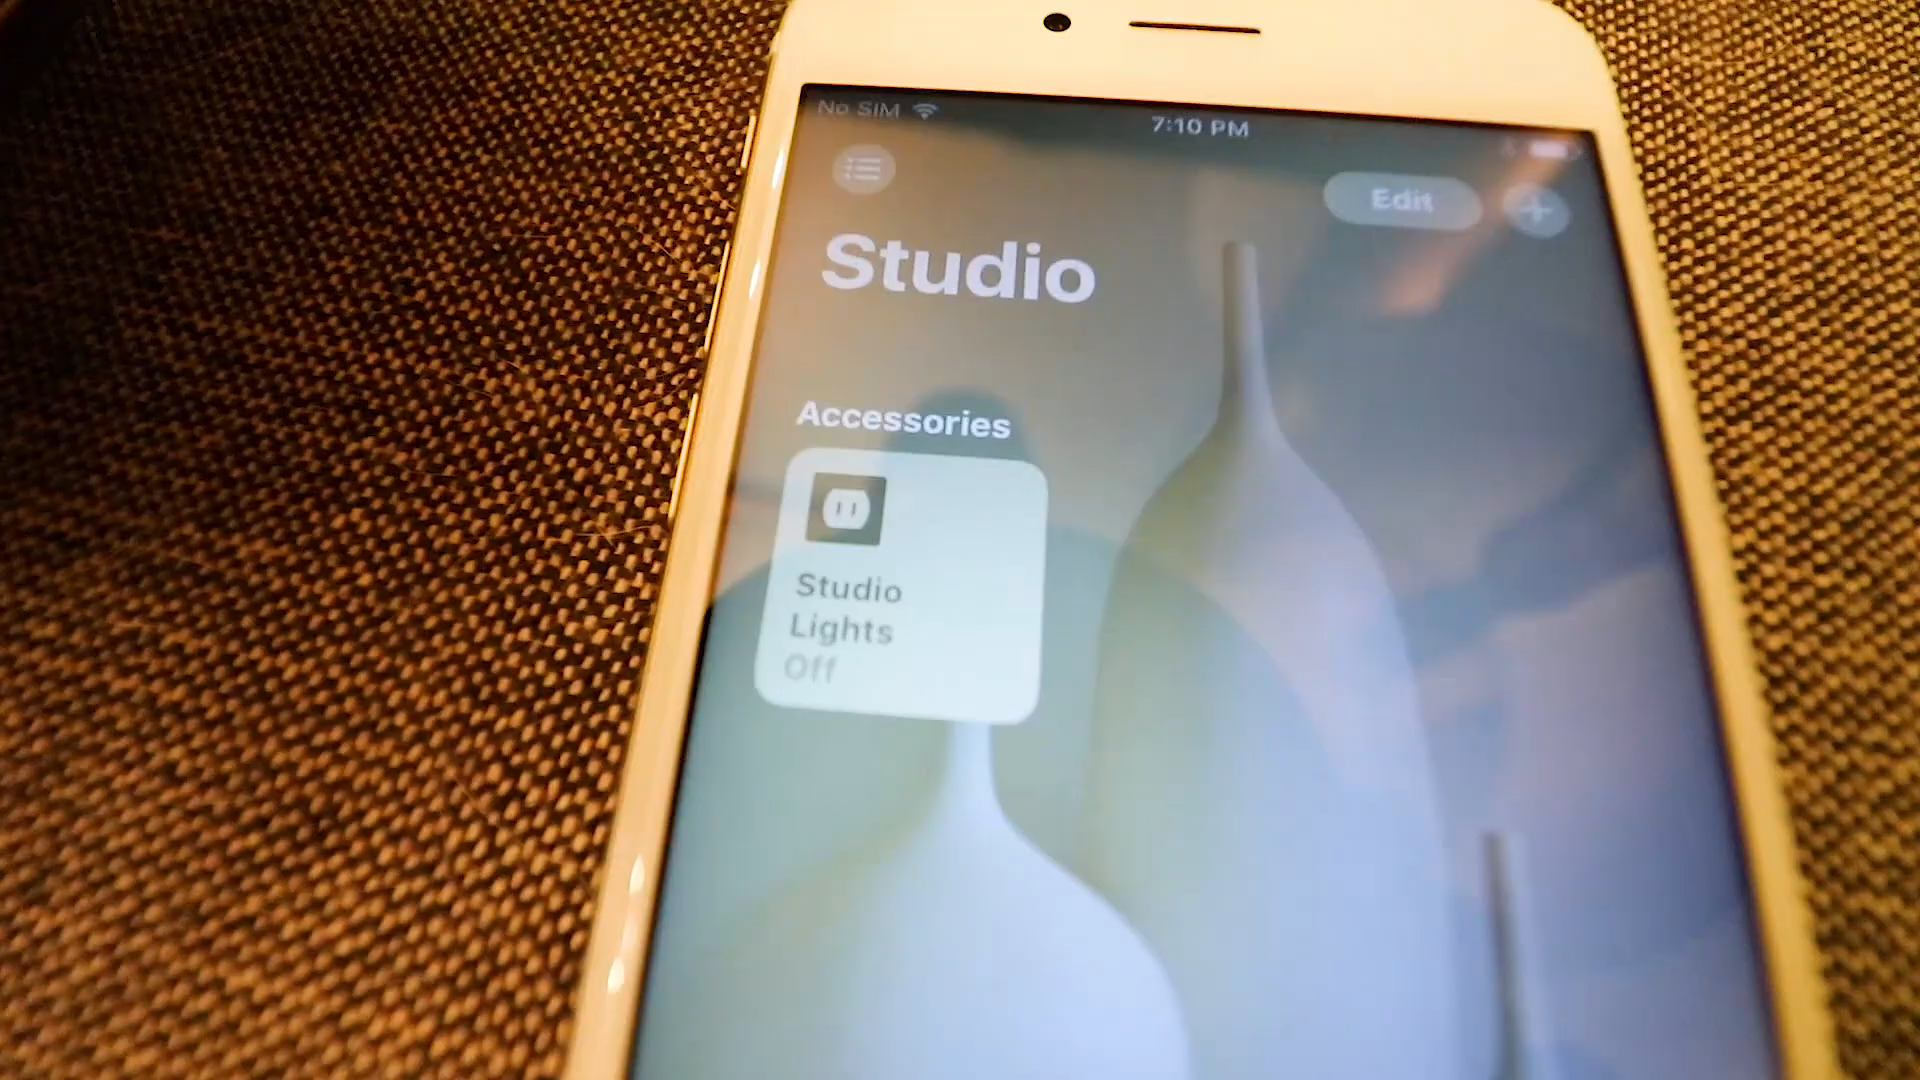 No SIM
7:10 PM
Edit
Studio
Accessories
Studio
Lights
Off